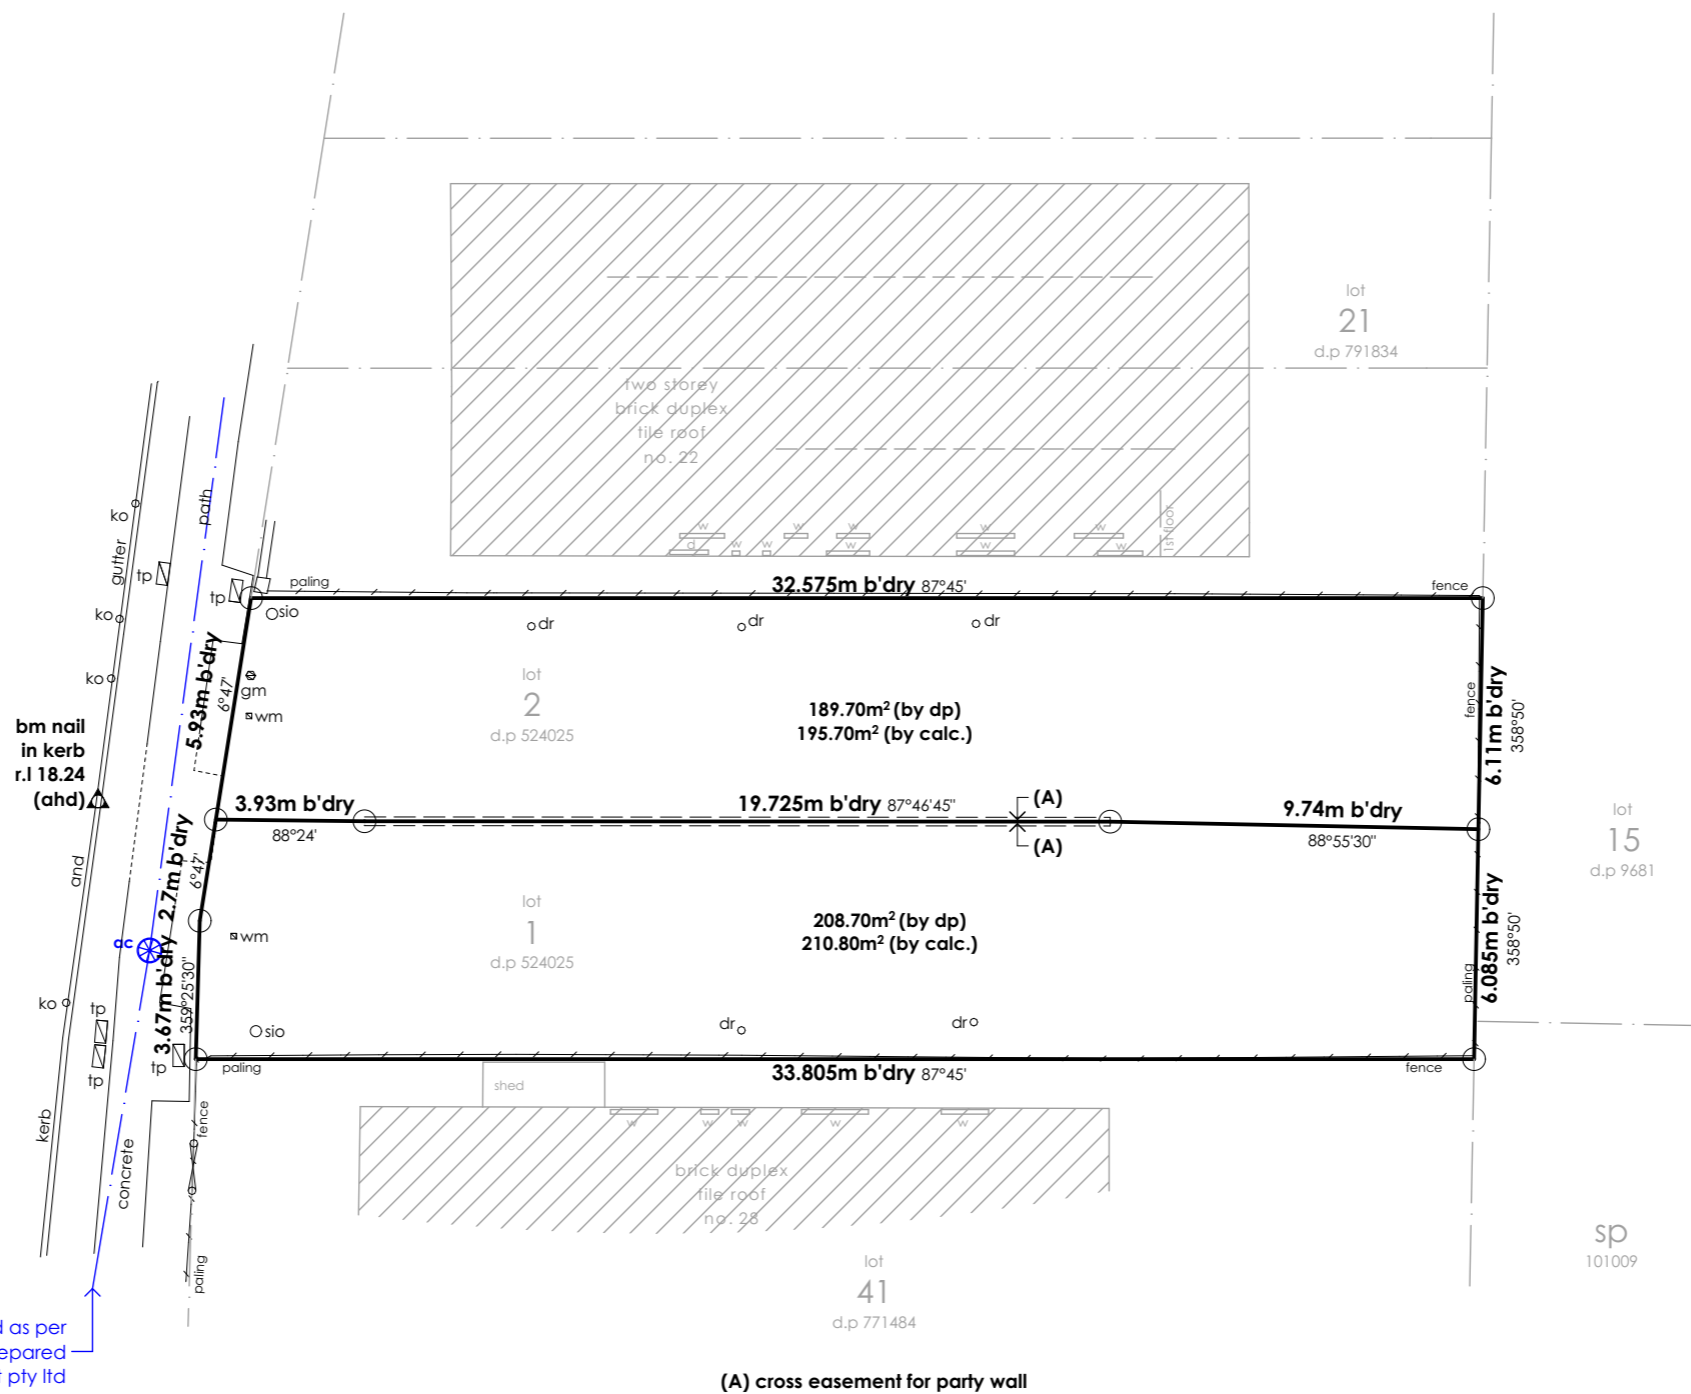 lot
21
d.p 791834
two storey
brick duplex
tile roof
no. 22
w
w
w
w
w
d
w
w
w
w
w
1st floor
path
ko
gutter
tp
tp
paling
32.575m b'dry 87°45'
fence
sio
dr
dr
dr
ko
5.93m b'dry
6°47'
ko
gm
wm
lot
2
d.p 524025
189.70m² (by dp)
195.70m² (by calc.)
fence
6.11m b'dry
358°50'
bm nail
in kerb
r.l 18.24
(ahd)
3.93m b'dry
88°24'
19.725m b'dry 87°46'45"
(A)
(A)
9.74m b'dry
88°55'30"
lot
15
d.p 9681
and
2.7m b'dry
6°47'
lot
1
d.p 524025
208.70m² (by dp)
210.80m² (by calc.)
wm
ac
3.67m b'dry
359°25'30"
paling
6.085m b'dry
358°50'
ko
tp
tp
tp
sio
dr
dr
paling
33.805m b'dry 87°45'
fence
shed
w
w
w
w
w
kerb
concrete
fence
paling
brick duplex
tile roof
no. 28
lot
41
d.p 771484
sp
101009
d as per
epared
t pty ltd
(A) cross easement for party wall